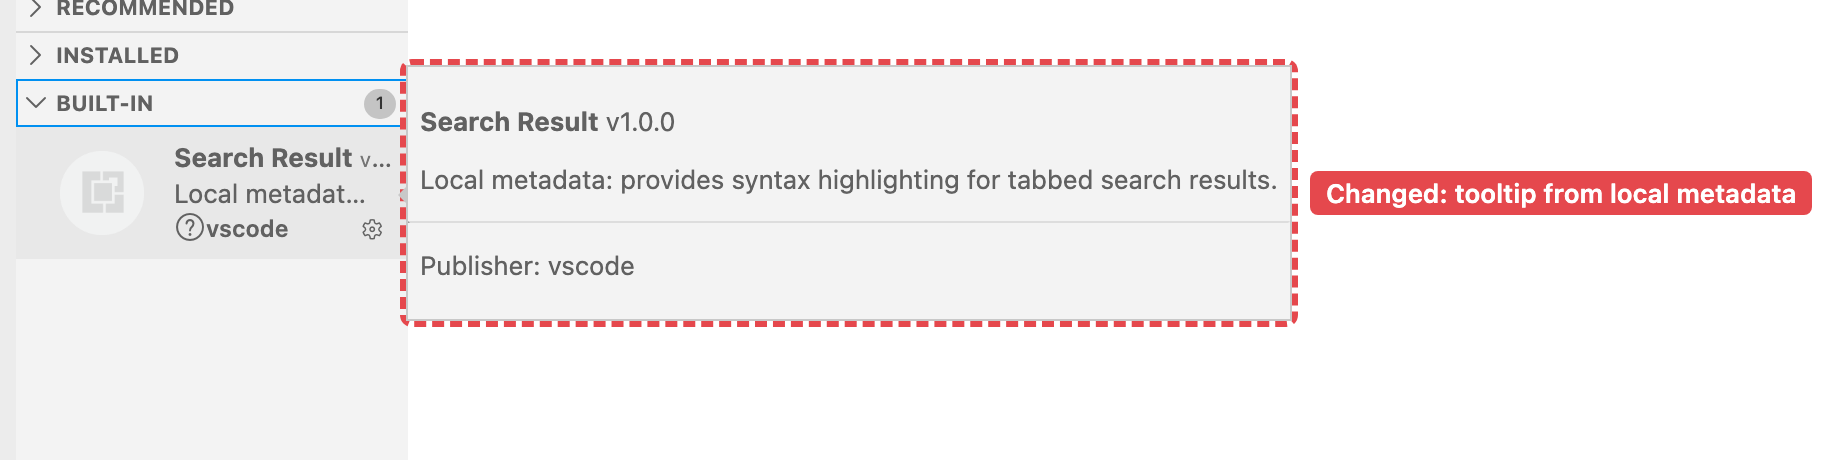 RECOMMENDED
INSTALLED
BUILT-IN 1
Search Result v...
Local metadat...
vscode
Search Result v1.0.0
Local metadata: provides syntax highlighting for tabbed search results.
Publisher: vscode
Changed: tooltip from local metadata